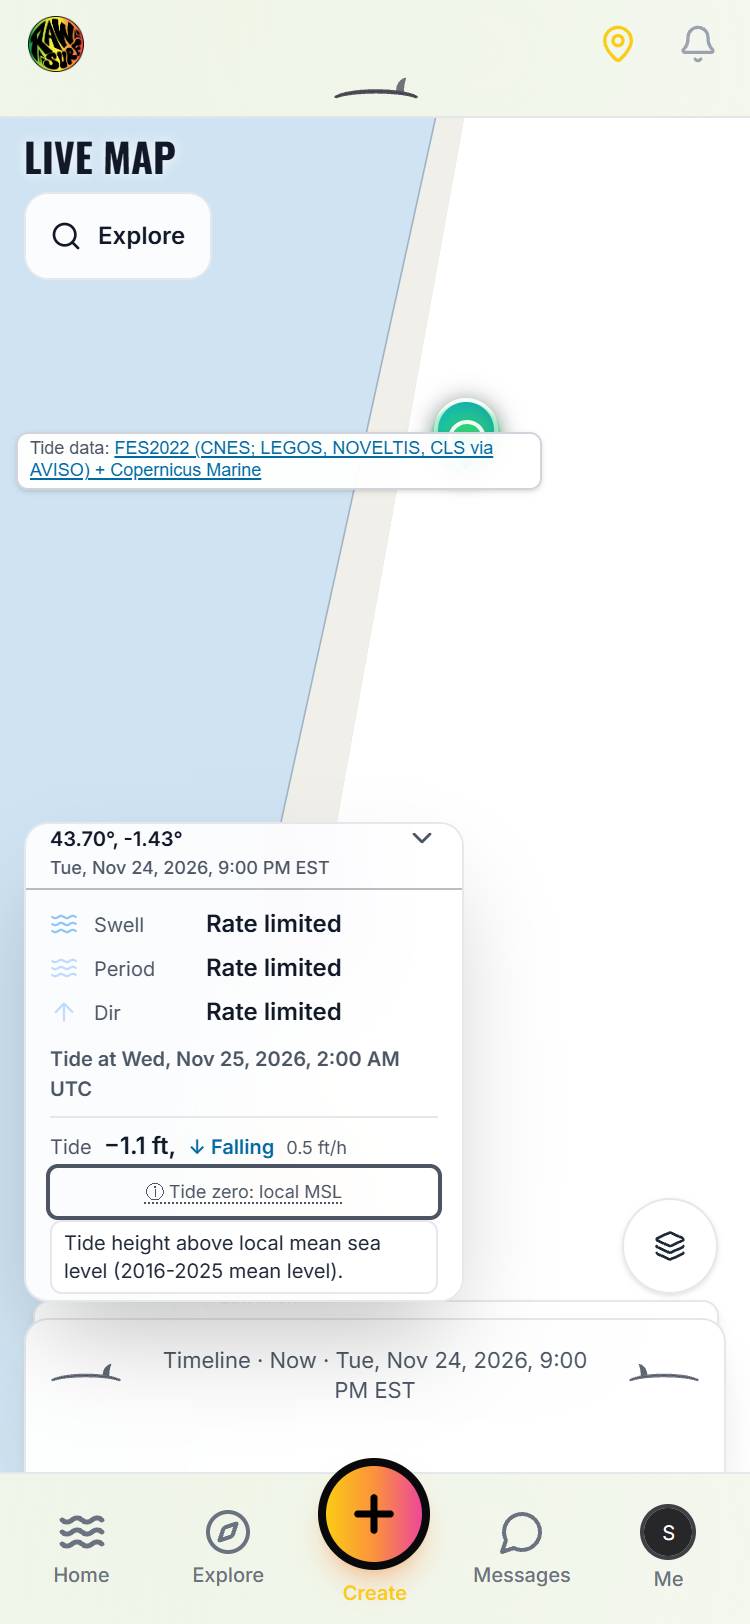 RAW
SURF
LIVE MAP
Explore
Tide data: FES2022 (CNES; LEGOS, NOVELTIS, CLS via
AVISO) + Copernicus Marine
43.70°, -1.43°
Tue, Nov 24, 2026, 9:00 PM EST
Swell Rate limited
Period Rate limited
Dir Rate limited
Tide at Wed, Nov 25, 2026, 2:00 AM
UTC
Tide −1.1 ft, ↓ Falling 0.5 ft/h
ⓘ Tide zero: local MSL
Tide height above local mean sea
level (2016-2025 mean level).
Timeline · Now · Tue, Nov 24, 2026, 9:00
PM EST
Home
Explore
Create
Messages
S
Me